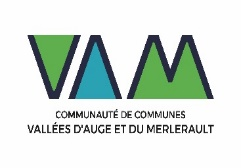 VAM
COMMUNAUTÉ DE COMMUNES
VALLÉES D'AUGE ET DU MERLERAULT